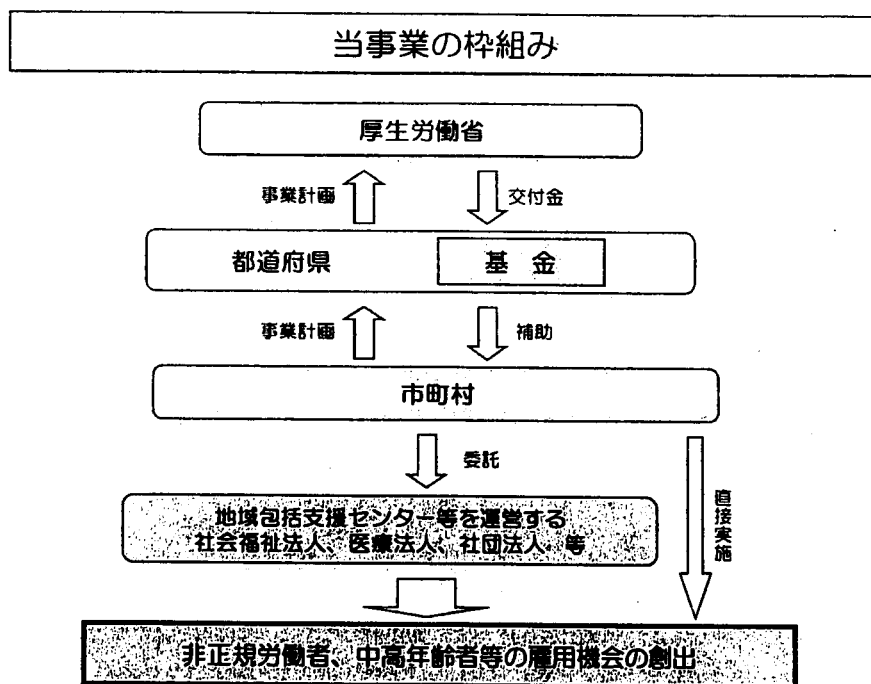 当事業の枠組み
厚生労働省
事業計画
交付金
都道府県
基 金
事業計画
補助
市町村
委託
直接実施
地域包括支援センター等を運営する
社会福祉法人、医療法人、社団法人 等
非正規労働者、中高年齢者等の雇用機会の創出